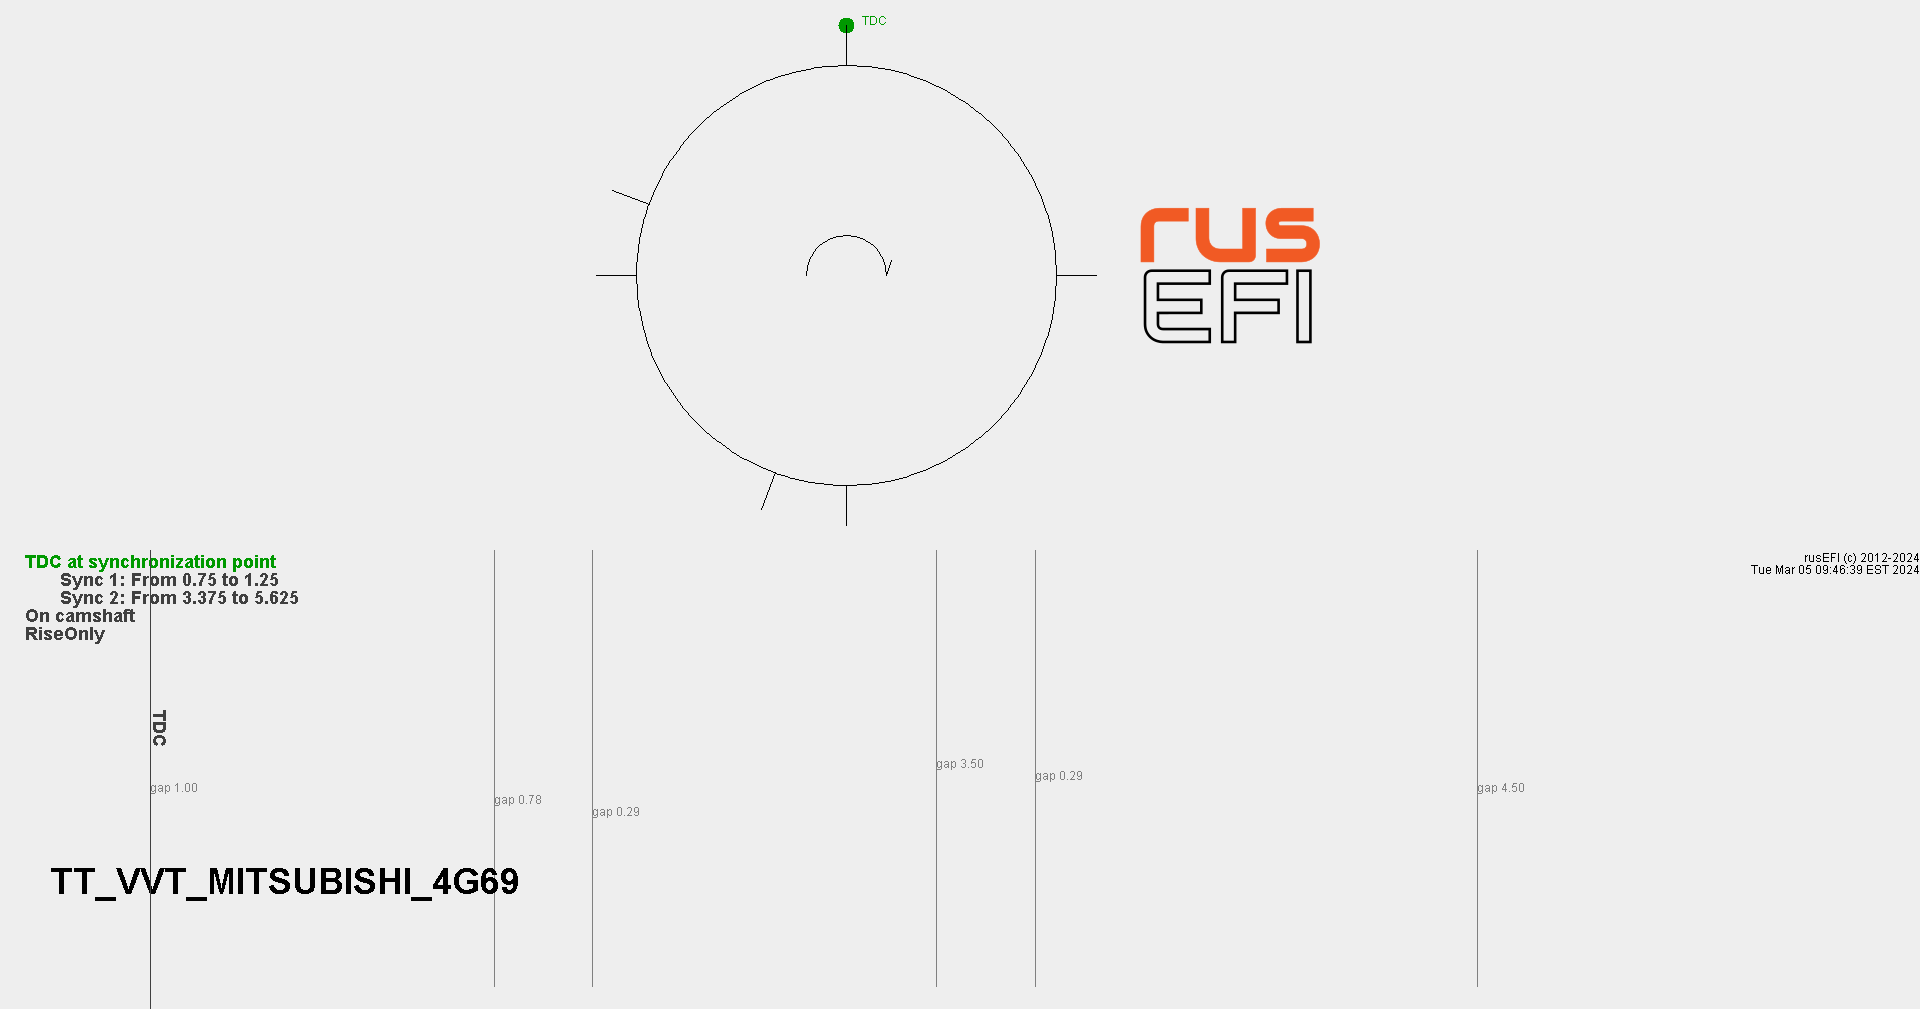 TDC
rus
EFI
TDC at synchronization point
Sync 1: From 0.75 to 1.25
Sync 2: From 3.375 to 5.625
On camshaft
RiseOnly
rusEFI (c) 2012-2024
Tue Mar 05 09:46:39 EST 2024
TDC
gap 1.00
gap 0.78
gap 0.29
gap 3.50
gap 0.29
gap 4.50
TT_VVT_MITSUBISHI_4G69